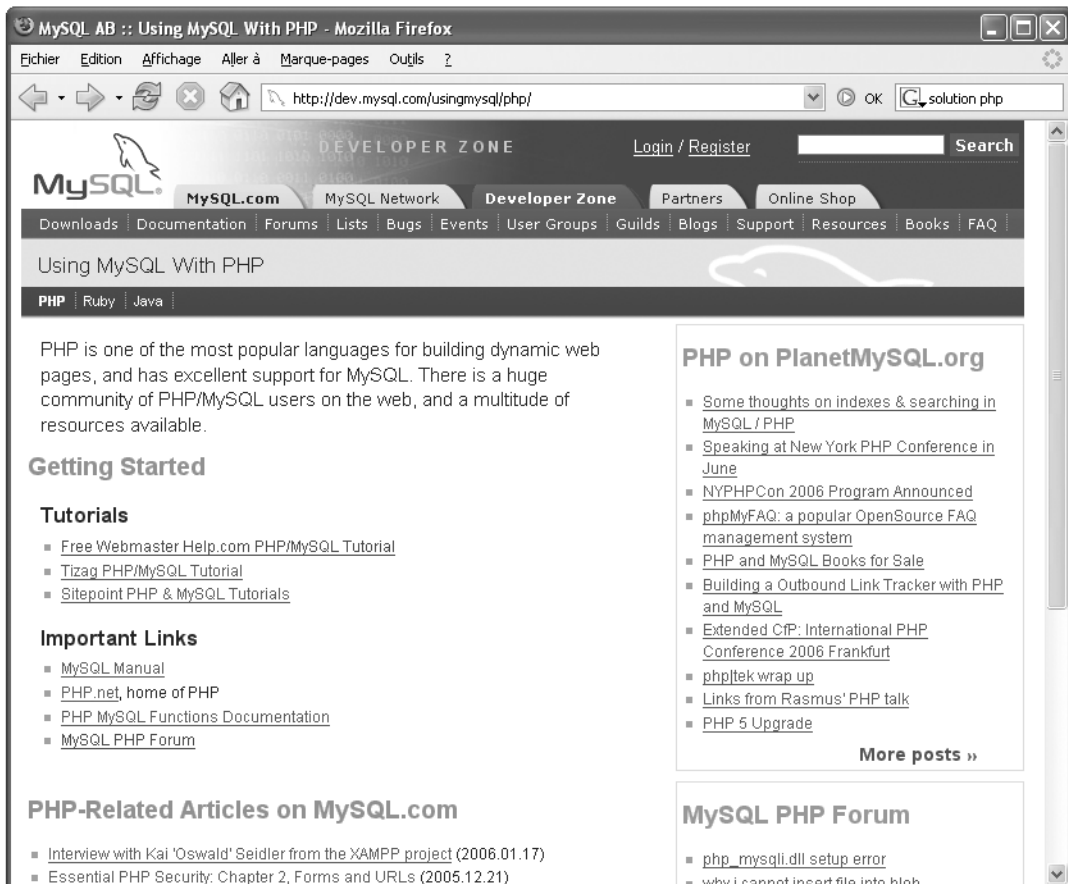 MySQL AB :: Using MySQL With PHP - Mozilla Firefox
Fichier Edition Affichage Aller à Marque-pages Outils ?
http://dev.mysql.com/usingmysql/php/ OK G solution php
DEVELOPER ZONE Login / Register Search
MySQL®
MySQL.com MySQL Network Developer Zone Partners Online Shop
Downloads Documentation Forums Lists Bugs Events User Groups Guilds Blogs Support Resources Books FAQ
Using MySQL With PHP
PHP Ruby Java
PHP is one of the most popular languages for building dynamic web
pages, and has excellent support for MySQL. There is a huge
community of PHP/MySQL users on the web, and a multitude of
resources available.
Getting Started
Tutorials
Free Webmaster Help.com PHP/MySQL Tutorial
Tizag PHP/MySQL Tutorial
Sitepoint PHP & MySQL Tutorials
Important Links
MySQL Manual
PHP.net, home of PHP
PHP MySQL Functions Documentation
MySQL PHP Forum
PHP-Related Articles on MySQL.com
Interview with Kai 'Oswald' Seidler from the XAMPP project (2006.01.17)
Essential PHP Security: Chapter 2, Forms and URLs (2005.12.21)
PHP on PlanetMySQL.org
Some thoughts on indexes & searching in
MySQL / PHP
Speaking at New York PHP Conference in
June
NYPHPCon 2006 Program Announced
phpMyFAQ: a popular OpenSource FAQ
management system
PHP and MySQL Books for Sale
Building a Outbound Link Tracker with PHP
and MySQL
Extended CfP: International PHP
Conference 2006 Frankfurt
php|tek wrap up
Links from Rasmus' PHP talk
PHP 5 Upgrade
More posts »
MySQL PHP Forum
php_mysqli.dll setup error
why i cannot insert file into blob